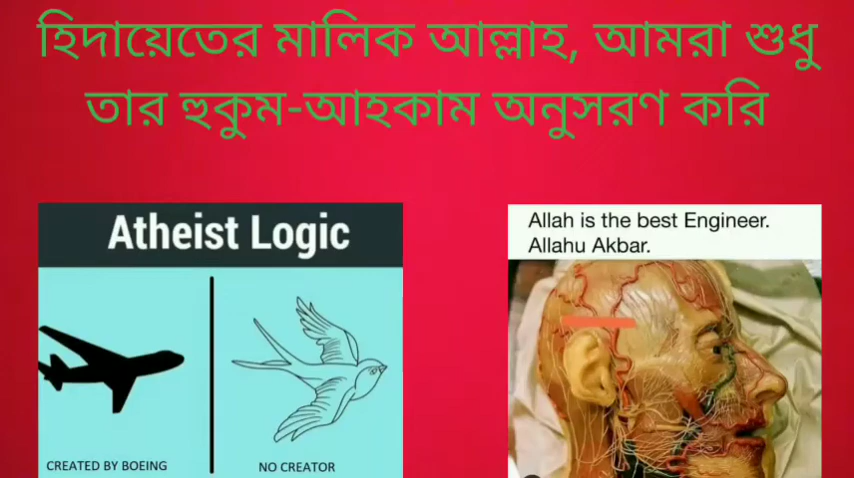 হিদায়েতের মালিক আল্লাহ, আমরা শুধু
তার হুকুম-আহকাম অনুসরণ করি
Atheist Logic
CREATED BY BOEING
NO CREATOR
Allah is the best Engineer.
Allahu Akbar.